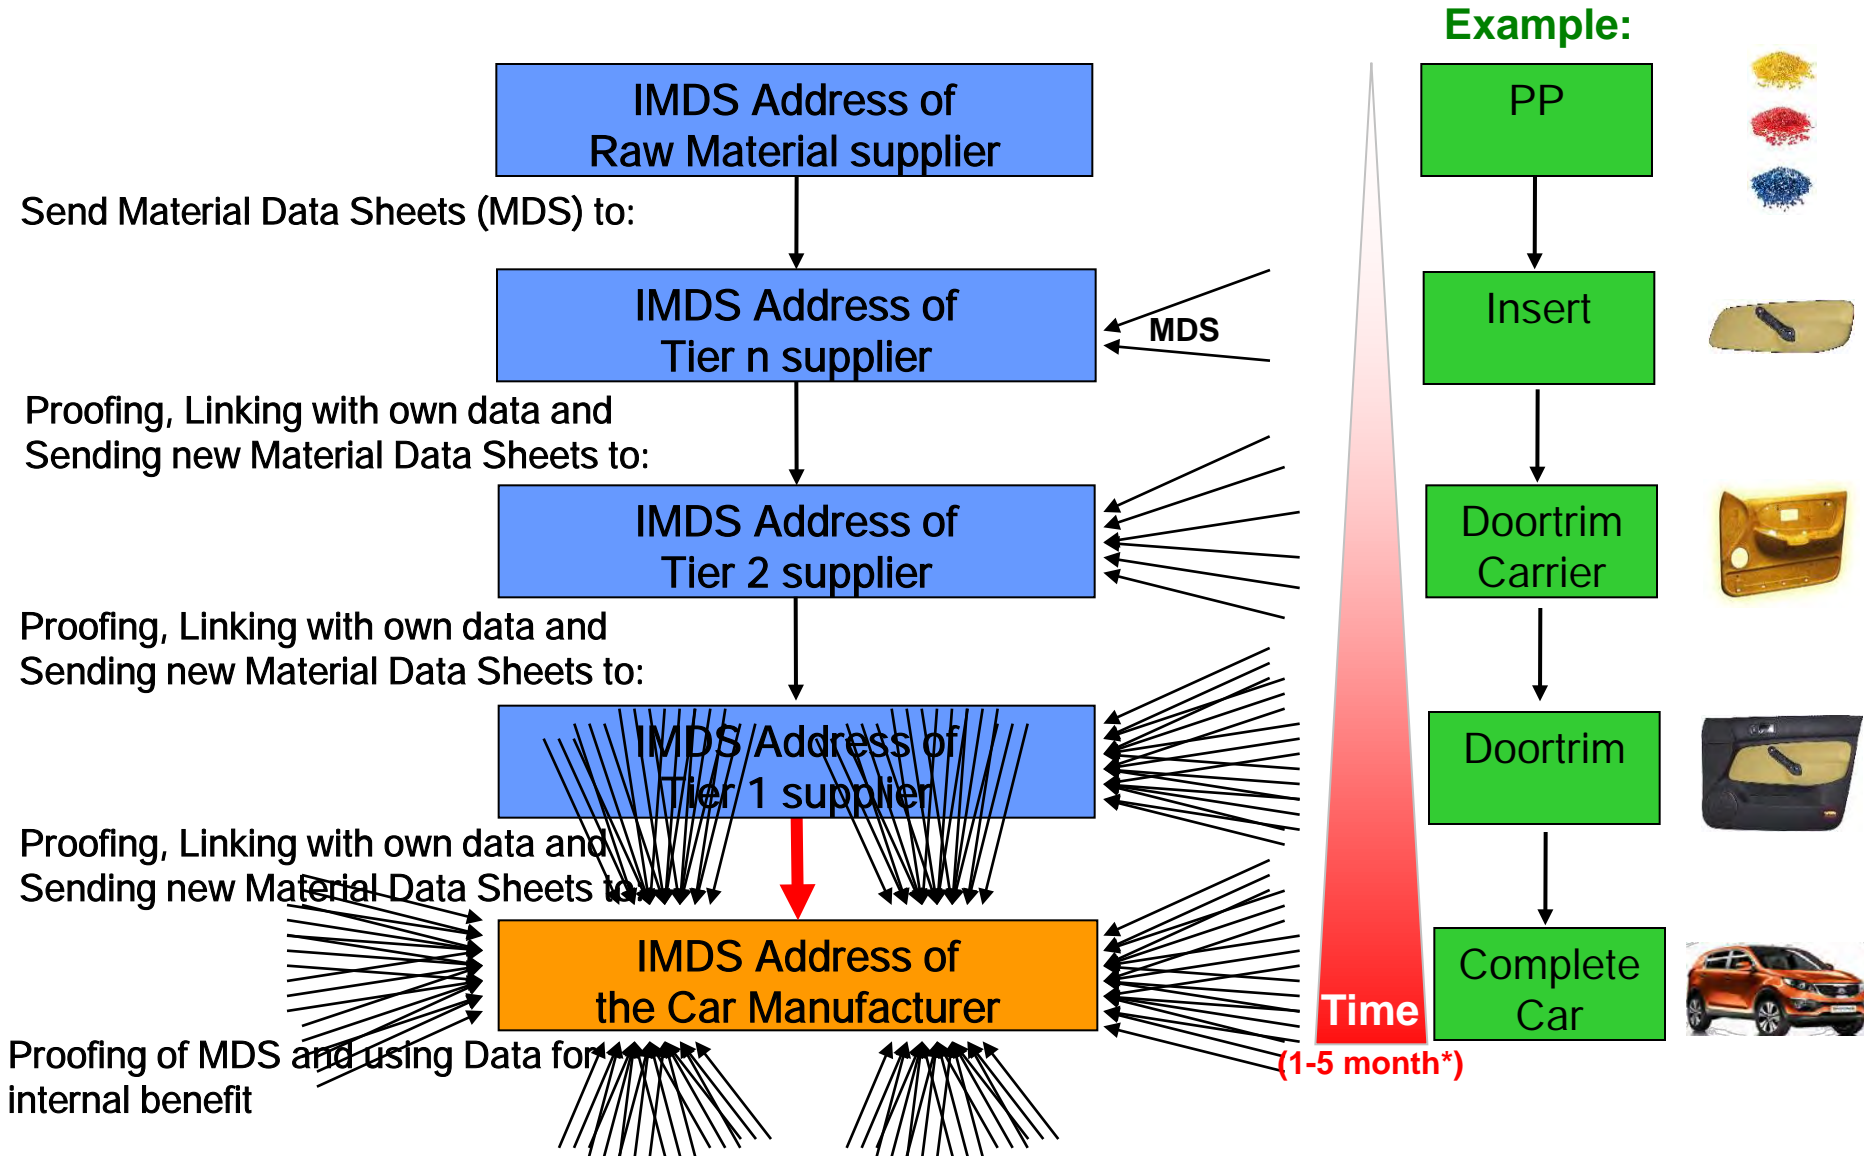 Example:
IMDS Address of
Raw Material supplier
PP
Send Material Data Sheets (MDS) to:
IMDS Address of
Tier n supplier
MDS
Insert
Proofing, Linking with own data and
Sending new Material Data Sheets to:
IMDS Address of
Tier 2 supplier
Doortrim
Carrier
Proofing, Linking with own data and
Sending new Material Data Sheets to:
IMDS Address of
Tier 1 supplier
Doortrim
Proofing, Linking with own data and
Sending new Material Data Sheets to:
IMDS Address of
the Car Manufacturer
Time
(1-5 month*)
Complete
Car
Proofing of MDS and using Data for
internal benefit